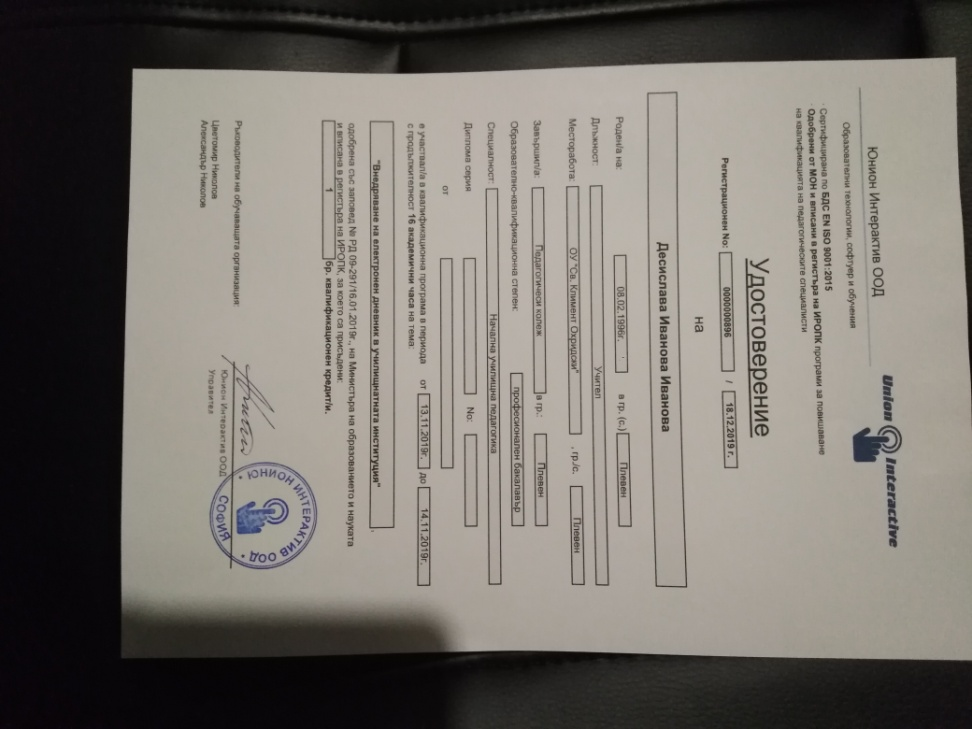 Юнион Интерактив ООД
Union Interactive
Образователни технологии, софтуер и обучения
· Сертифицирана по БДС EN ISO 9001:2015
· Одобрени от МОН и вписани в регистъра на ИРОПК програми за повишаване
на квалификацията на педагогическите специалисти
Удостоверение
Регистрационен No: 0000000896 / 18.12.2019 г.
на
Десислава Иванова Иванова
Роден/а на: 08.02.1996г. в гр. (с.) Плевен
Длъжност: Учител
Месторабота: ОУ "Св. Климент Охридски" , гр./с. Плевен
Завършил/а: Педагогически колеж в гр.: Плевен
Образователно-квалификационна степен: професионален бакалавър
Специалност: Начална училищна педагогика
Диплома серия No:
от
е участвал/а в квалификационна програма в периода от 13.11.2019г. до 14.11.2019г.
с продължителност 16 академични часа на тема:
"Внедряване на електронен дневник в училищната институция" .
одобрена със заповед № РД 09-291/16.01.2019г., на Министъра на образованието и науката
и вписана в регистъра на ИРОПК, за което са присъдени:
1 бр. квалификационен кредит/и.
Ръководители на обучаващата организация:
Цветомир Николов
Александър Николов
Юнион Интерактив ООД
Управител
ЮНИОН ИНТЕРАКТИВ ООД
СОФИЯ